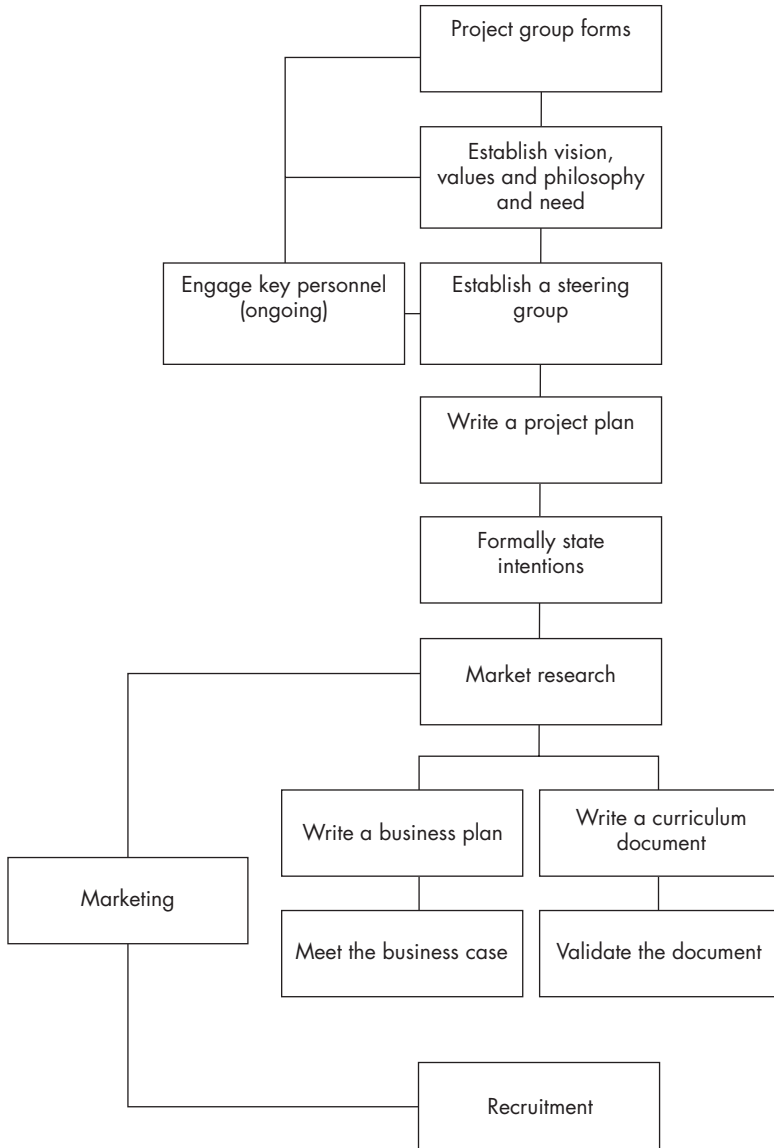 Project group forms
Establish vision,
values and philosophy
and need
Engage key personnel
(ongoing)
Establish a steering
group
Write a project plan
Formally state
intentions
Market research
Write a business plan
Write a curriculum
document
Marketing
Meet the business case
Validate the document
Recruitment